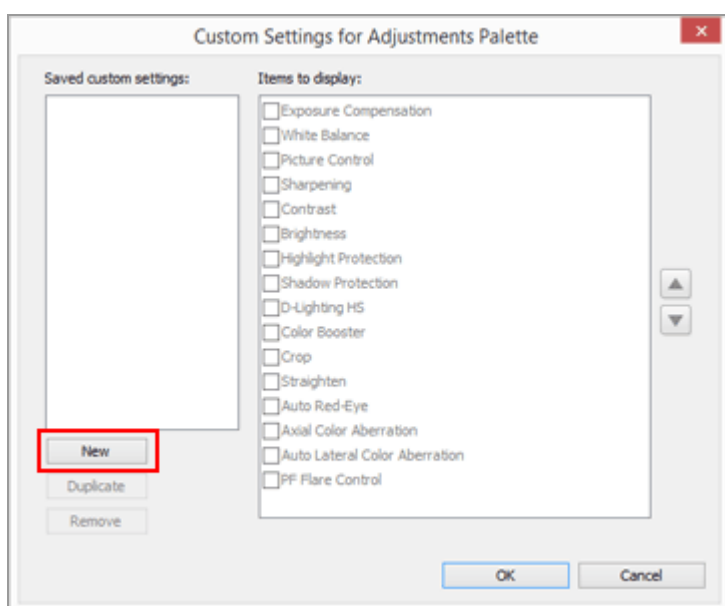 Custom Settings for Adjustments Palette
Saved custom settings:
Items to display:
Exposure Compensation
White Balance
Picture Control
Sharpening
Contrast
Brightness
Highlight Protection
Shadow Protection
D-Lighting HS
Color Booster
Crop
Straighten
Auto Red-Eye
Axial Color Aberration
Auto Lateral Color Aberration
PF Flare Control
New
Duplicate
Remove
OK
Cancel